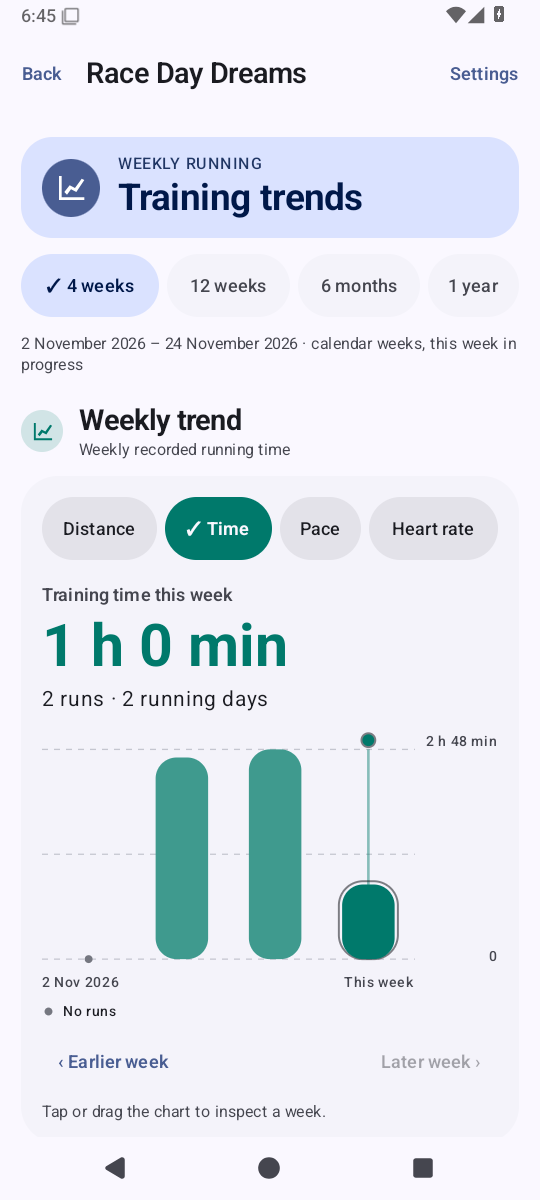 6:45
Back Race Day Dreams Settings
WEEKLY RUNNING
Training trends
✓ 4 weeks 12 weeks 6 months 1 year
2 November 2026 – 24 November 2026 · calendar weeks, this week in
progress
Weekly trend
Weekly recorded running time
Distance ✓ Time Pace Heart rate
Training time this week
1 h 0 min
2 runs · 2 running days
2 h 48 min
0
2 Nov 2026 This week
No runs
‹ Earlier week Later week ›
Tap or drag the chart to inspect a week.